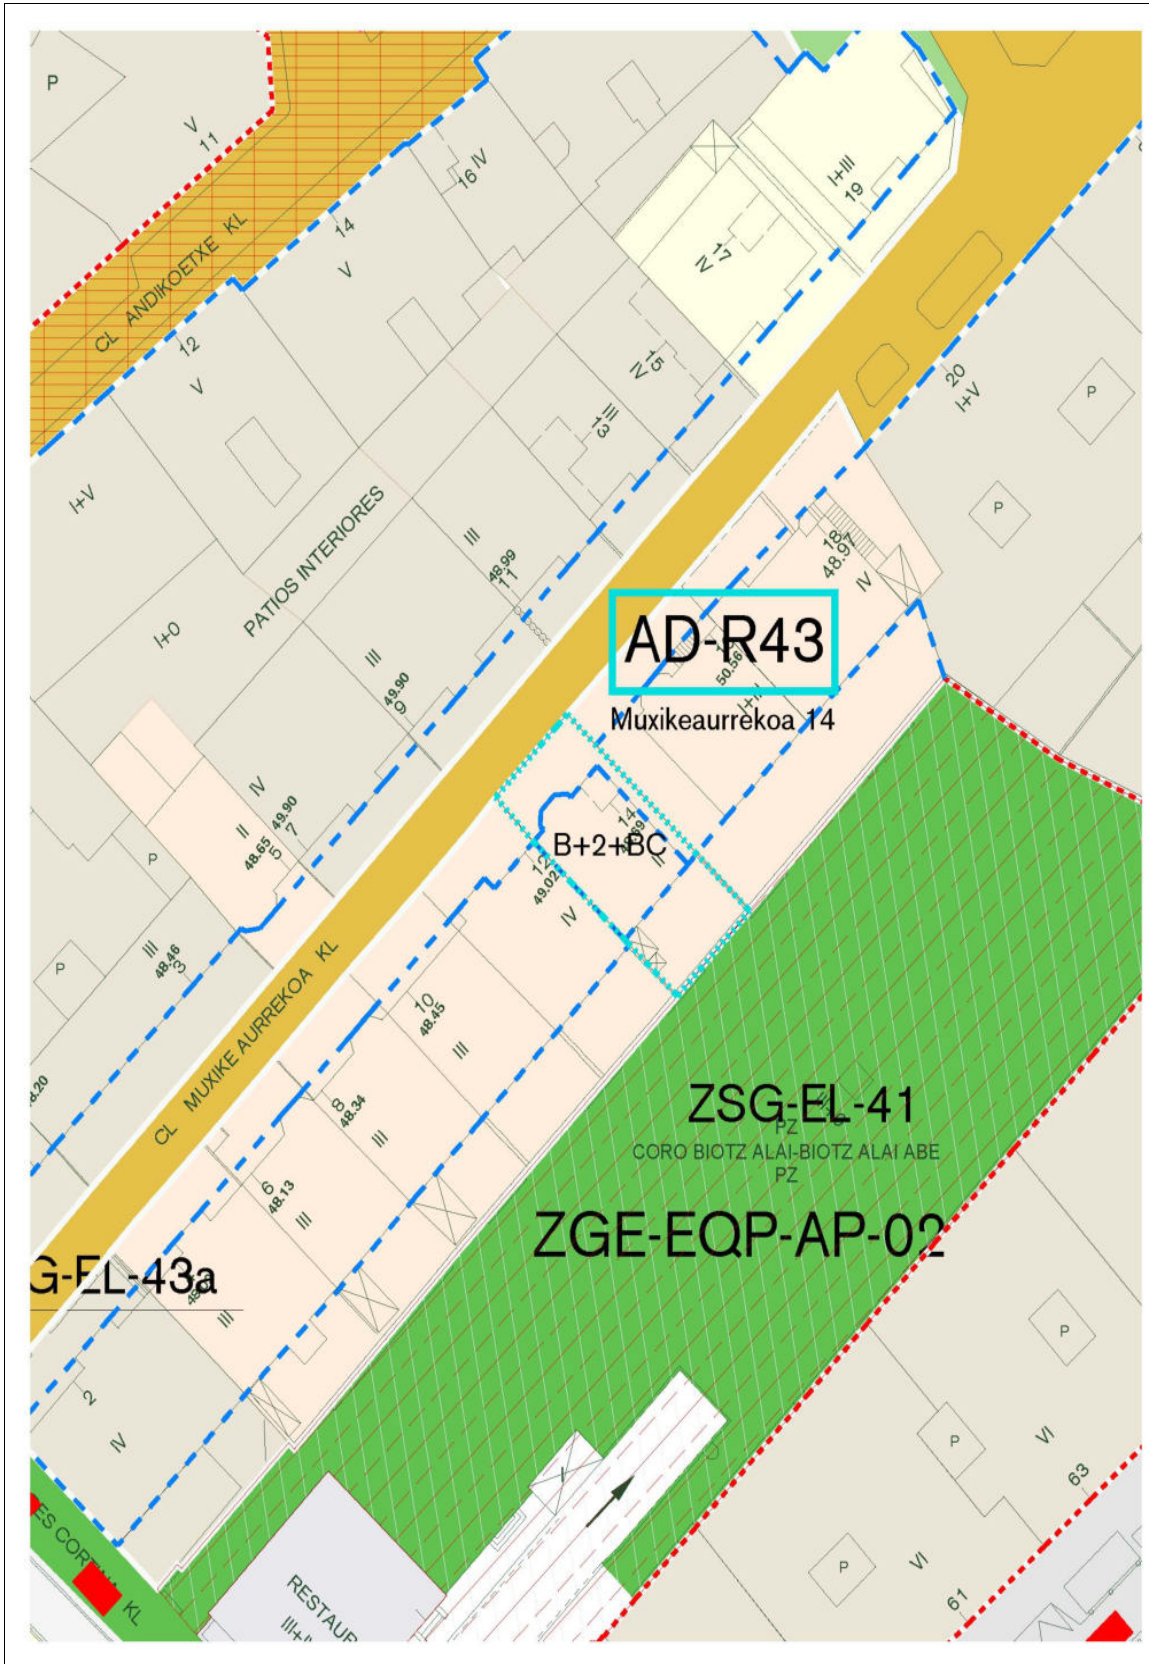 P
V
11
16 IV
14
V
CL ANDIKOETXE KL
12
V
I+III
19
17
IV
15
IV
III
13
20
I+V
P
P
I+V
PATIOS INTERIORES
III
48.99
11
18
48.97
IV
I+0
III
49.90
9
AD-R43
50.56
Muxikeaurrekoa 14
IV
49.90
7
II
48.65
5
P
III
48.46
3
P
14
B+2+BC
II
12
49.02
IV
10
48.45
III
CL MUXIKE AURREKOA KL
8
48.34
III
6
48.13
III
ZSG-EL-41
PZ
CORO BIOTZ ALAI-BIOTZ ALAI ABE
PZ
ZGE-EQP-AP-02
G-EL-43a
III
2
IV
P
P
P
VI
63
VI
61
ES CORTINA KL
V
RESTAUR